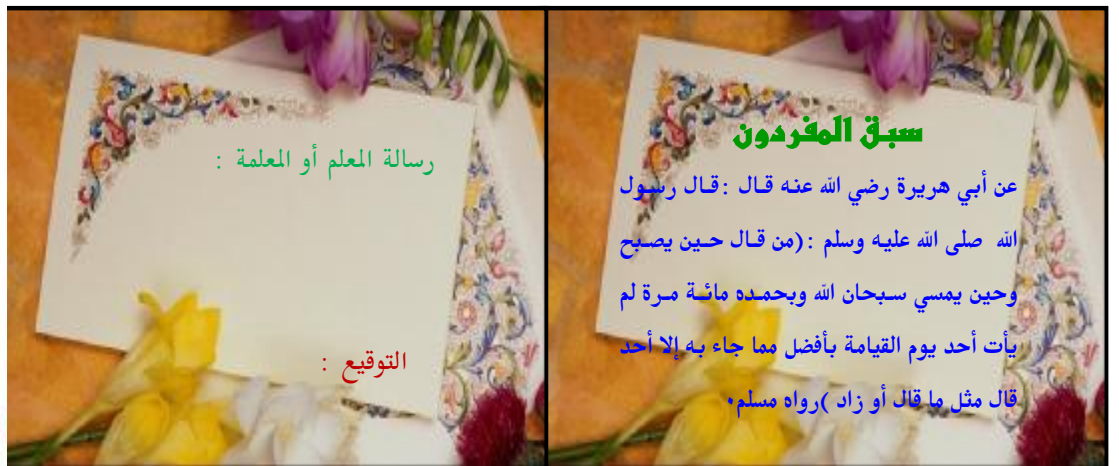 سبق المفردون
عن أبي هريرة رضي الله عنه قال :قال رسول
الله صلى الله عليه وسلم :(من قال حين يصبح
وحين يمسي سبحان الله وبحمده مائة مرة لم
يأت أحد يوم القيامة بأفضل مما جاء به إلا أحد
قال مثل ما قال أو زاد )رواه مسلم.
رسالة المعلم أو المعلمة :
التوقيع :